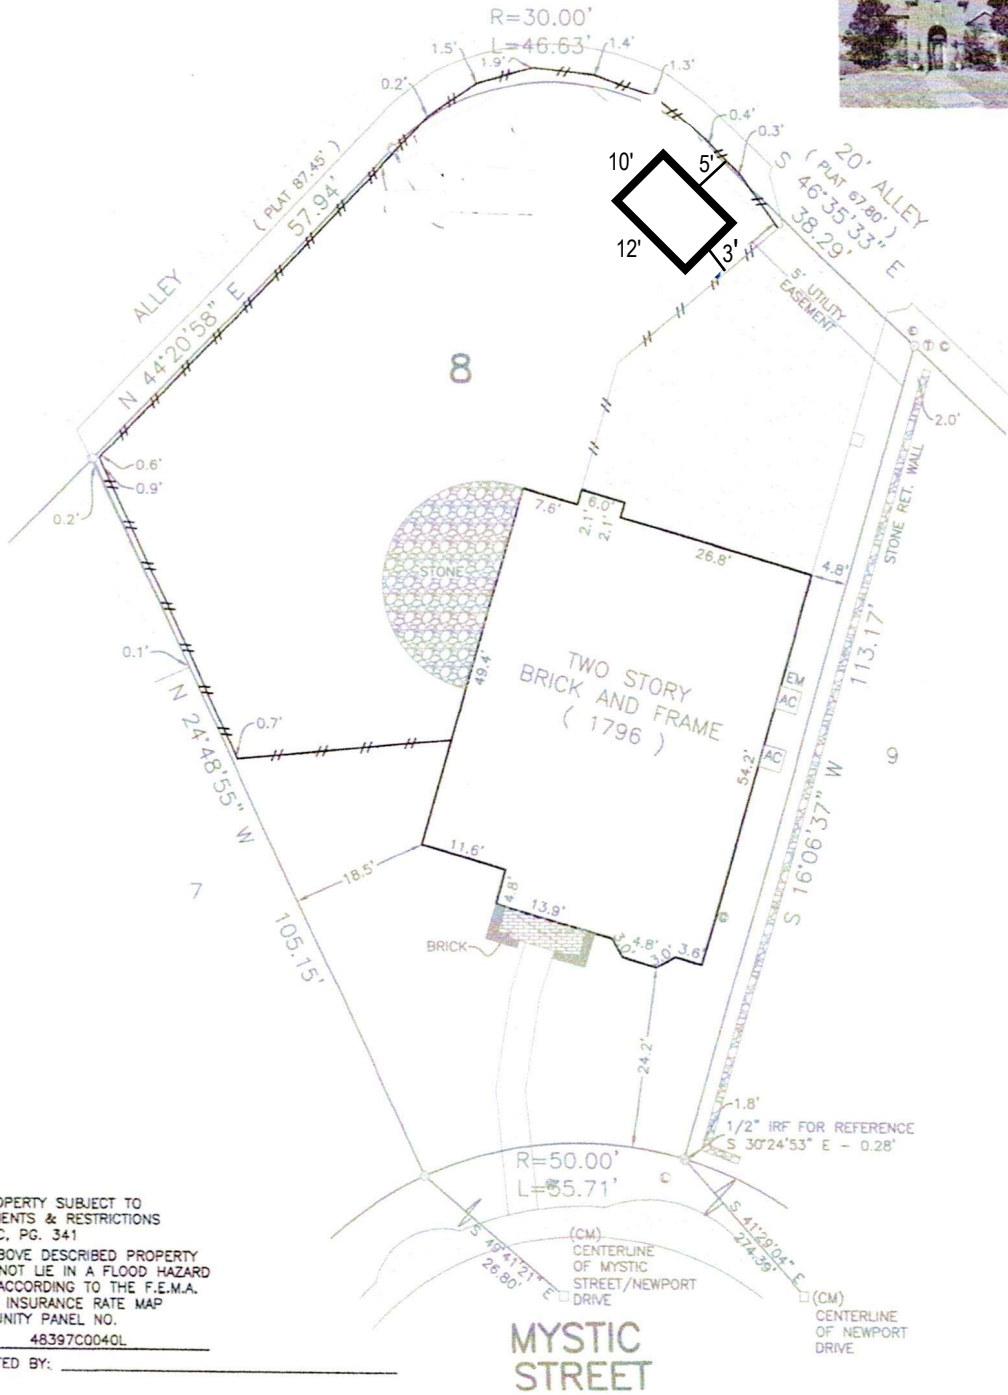 R=30.00'
L=46.63'
1.5'
1.9'
1.4'
1.3'
0.2'
0.4'
0.3'
10'
5'
12'
3'
20' ALLEY
( PLAT 67.80' )
S 46°35'33" E
38.29'
( PLAT 87.45' )
57.94'
ALLEY
N 44°20'58" E
5' UTILITY
EASEMENT
8
2.0'
0.6'
0.9'
0.2'
7.6'
6.0'
2.1'
2.1'
26.8'
4.8'
STONE RET. WALL
STONE
49.4'
TWO STORY
BRICK AND FRAME
( 1796 )
EM
AC
AC
54.2'
113.17'
S 16°06'37" W
9
0.1'
0.7'
N 24°48'55" W
105.15'
7
18.5'
11.6'
4.8'
13.9'
BRICK
3.0'
4.8'
3.0'
3.6'
24.2'
1.8'
1/2" IRF FOR REFERENCE
S 30°24'53" E - 0.28'
R=50.00'
L=55.71'
S 49°41'21" E
26.80'
(CM)
CENTERLINE
OF MYSTIC
STREET/NEWPORT
DRIVE
S 41°29'04" E
274.39'
(CM)
CENTERLINE
OF NEWPORT
DRIVE
MYSTIC
STREET
OPERTY SUBJECT TO
ENTS & RESTRICTIONS
C, PG. 341
BOVE DESCRIBED PROPERTY
NOT LIE IN A FLOOD HAZARD
ACCORDING TO THE F.E.M.A.
INSURANCE RATE MAP
UNITY PANEL NO.
48397C0040L
TED BY: